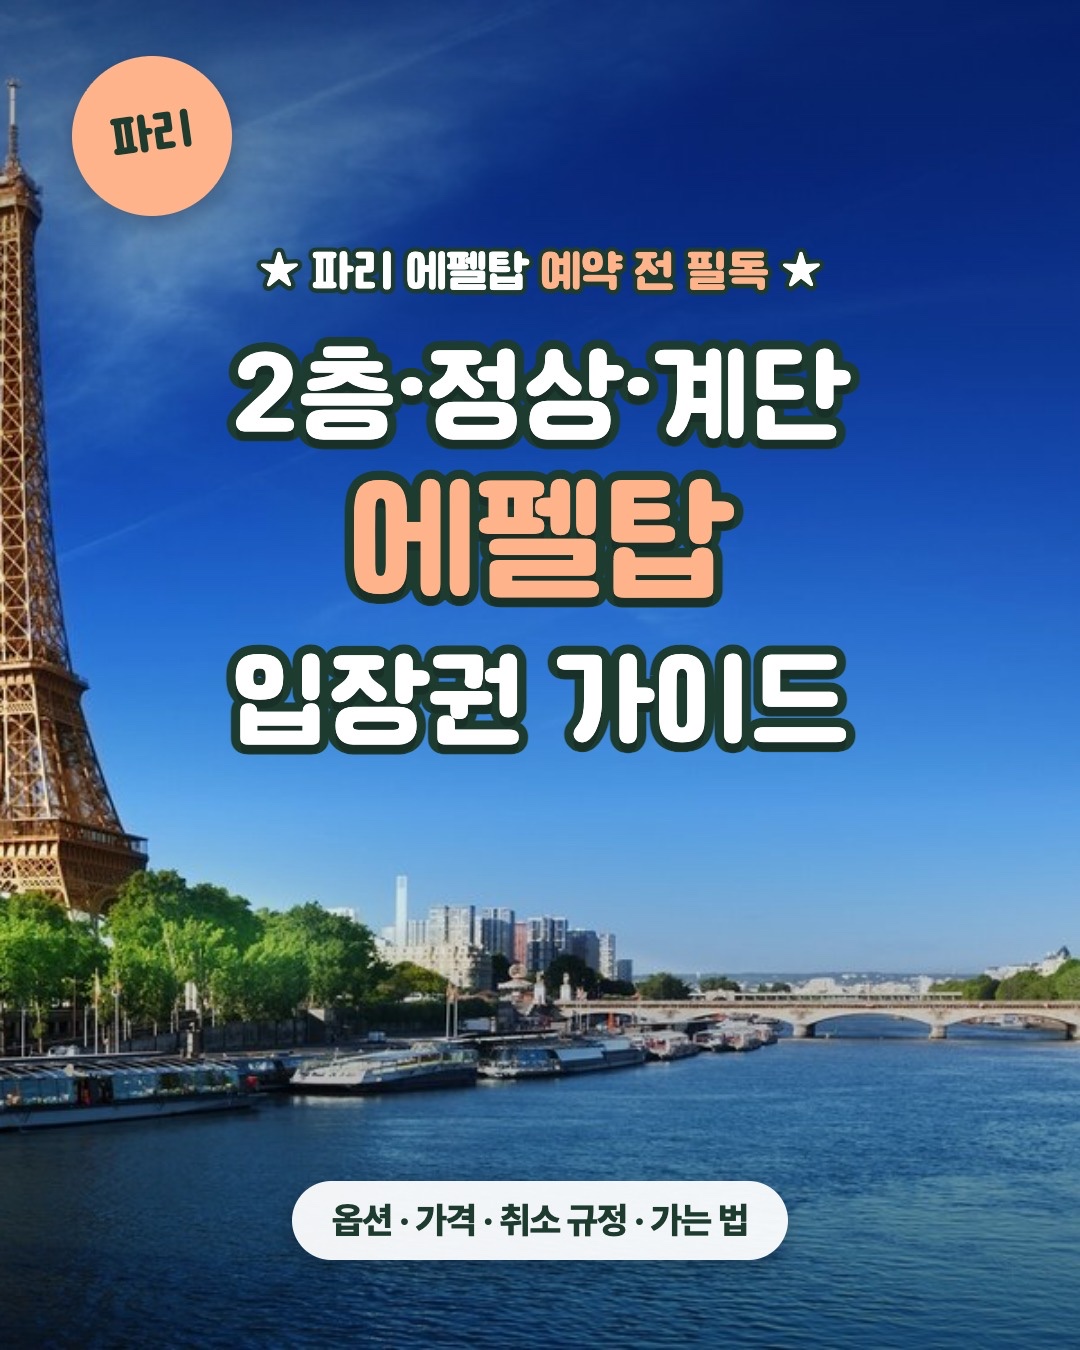 파리
★ 파리 에펠탑 예약 전 필독 ★
2층·정상·계단
에펠탑
입장권 가이드
옵션 · 가격 · 취소 규정 · 가는 법